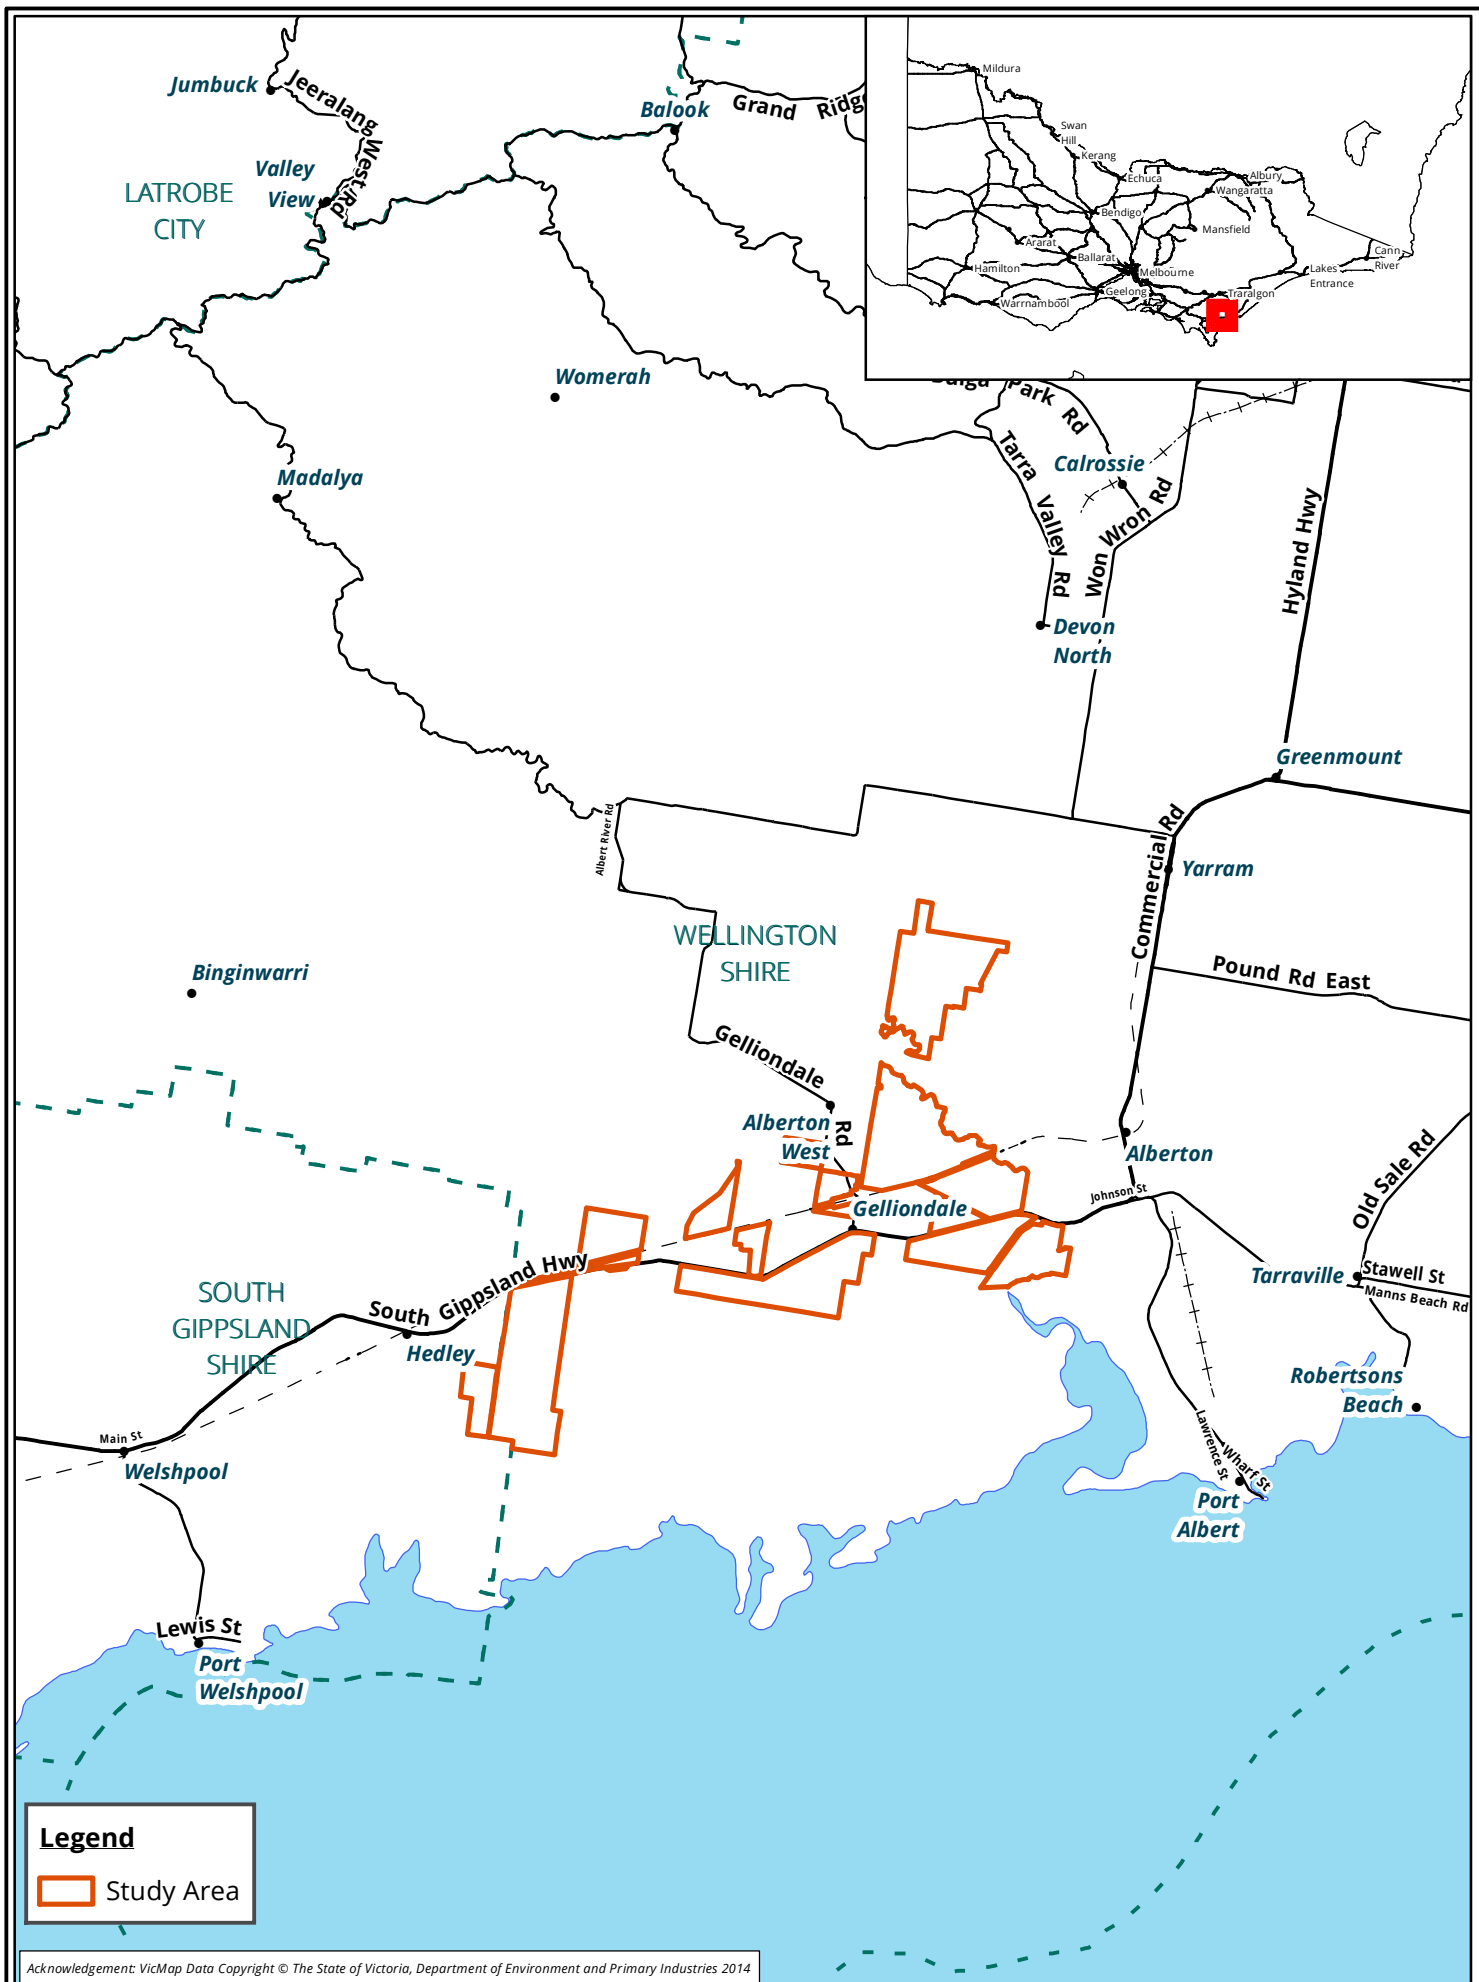 Jumbuck
Jeeralang
West Rd
Valley
View
LATROBE
CITY
Balook
Grand Ridge
Mildura
Swan
Hill
Kerang
Echuca
Albury
Wangaratta
Bendigo
Mansfield
Ararat
Ballarat
Cann
River
Hamilton
Melbourne
Lakes
Entrance
Geelong
Traralgon
Warrnambool
Womerah
Park Rd
Calrossie
Tarra Valley Rd
Won Wron Rd
Hyland Hwy
Madalya
Devon
North
Greenmount
Albert River Rd
Commercial Rd
Yarram
WELLINGTON
SHIRE
Pound Rd East
Binginwarri
Gelliondale
Rd
Alberton
West
Alberton
Old Sale Rd
Johnson St
Gelliondale
South Gippsland Hwy
SOUTH
GIPPSLAND
SHIRE
Hedley
Tarraville
Stawell St
Manns Beach Rd
Robertsons
Beach
Main St
Welshpool
Lawrence St
Wharf St
Port
Albert
Lewis St
Port
Welshpool
Legend
Study Area
Acknowledgement: VicMap Data Copyright © The State of Victoria, Department of Environment and Primary Industries 2014